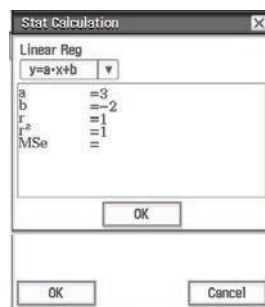 Stat Calculation
Linear Reg
y=a•x+b
a =3
b =-2
r =1
r² =1
MSe =
OK
OK Cancel